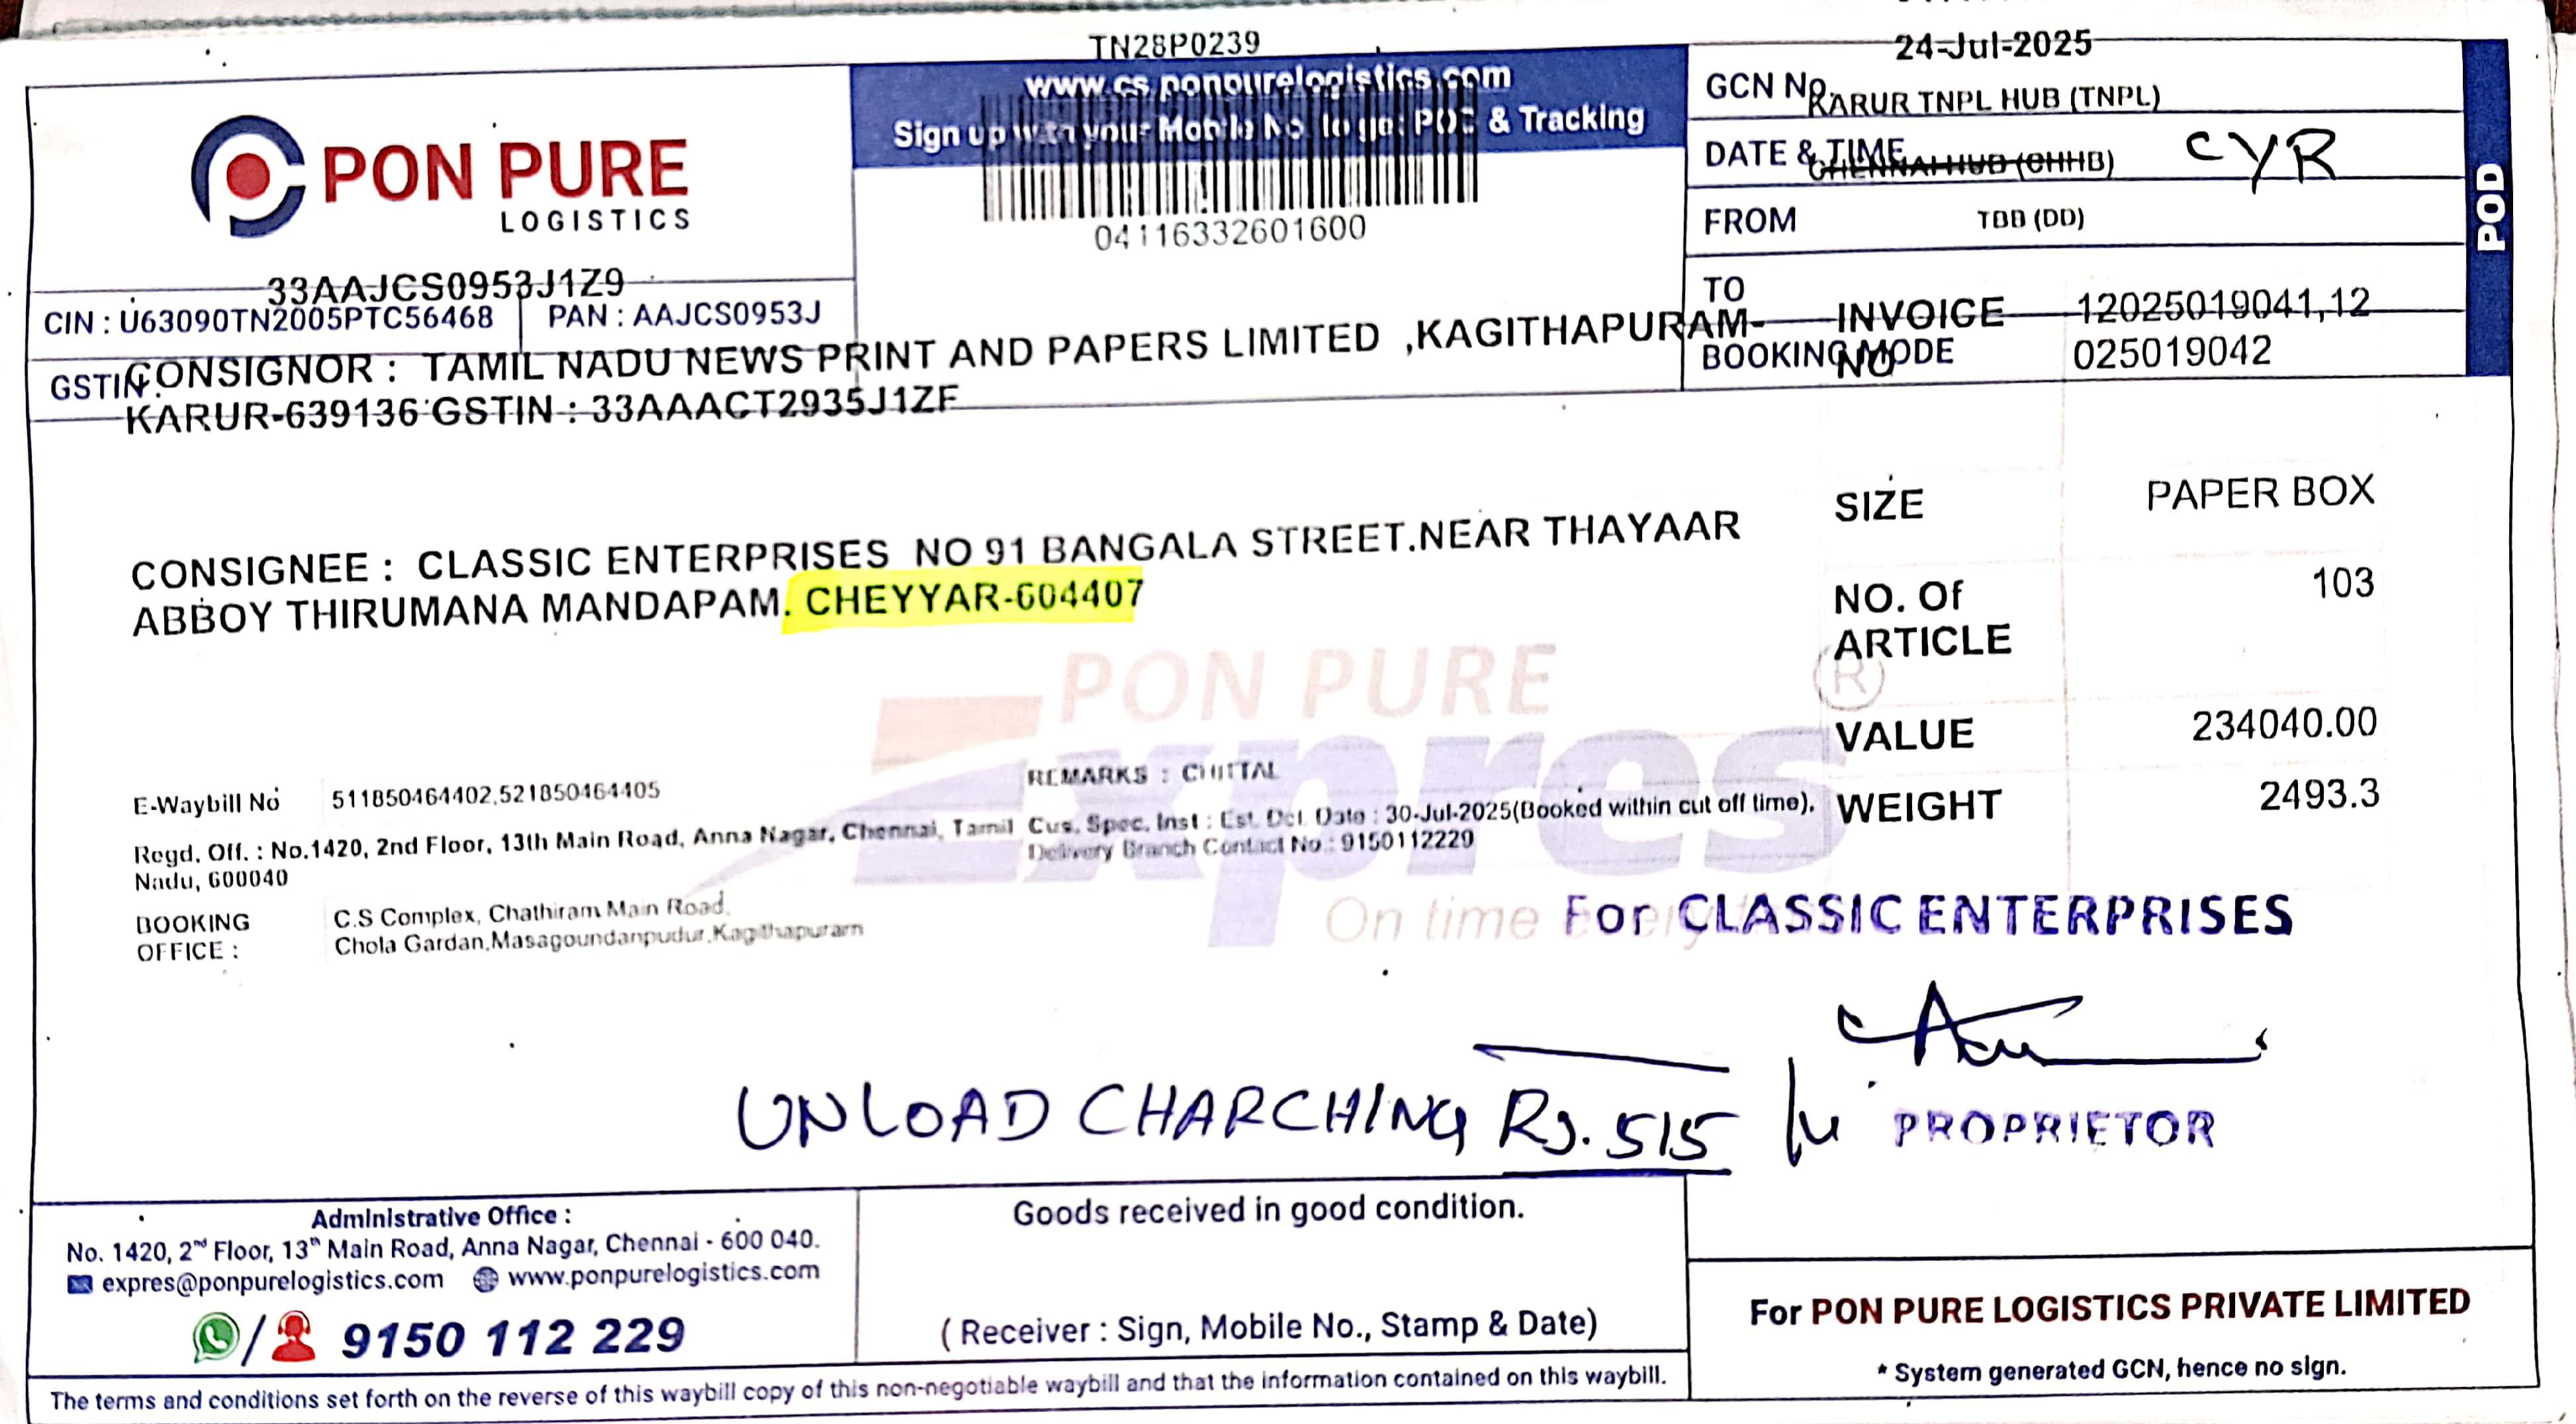 TN28P0239
24-Jul-2025
www.cs.ponpurelogistics.com
Sign up with your Mobile No. to get POD & Tracking
04116332601600
PON PURE
LOGISTICS
GCN No.
KARUR TNPL HUB (TNPL)
DATE & TIME
CHENNAI HUB (CHHB)
CYR
FROM
TBB (DD)
TO
BOOKING MODE
POD
33AAJCS0953J1Z9
CIN : U63090TN2005PTC56468
PAN : AAJCS0953J
GSTIN :
CONSIGNOR : TAMIL NADU NEWS PRINT AND PAPERS LIMITED ,KAGITHAPURAM-
KARUR-639136 GSTIN : 33AAACT2935J1ZF
INVOICE NO
12025019041,12
025019042
CONSIGNEE : CLASSIC ENTERPRISES NO 91 BANGALA STREET.NEAR THAYAAR
ABBOY THIRUMANA MANDAPAM. CHEYYAR-604407
SIZE PAPER BOX
NO. Of ARTICLE 103
VALUE 234040.00
WEIGHT 2493.3
PON PURE
Expres
R
On time
E-Waybill No 511850464402,521850464405
REMARKS : CHITTAL
Regd. Off. : No.1420, 2nd Floor, 13th Main Road, Anna Nagar, Chennai, Tamil
Nadu, 600040
Cus. Spec. Inst : Est. Del. Date : 30-Jul-2025(Booked within cut off time).
Delivery Branch Contact No.: 9150112229
BOOKING OFFICE :
C.S Complex, Chathiram Main Road,
Chola Gardan,Masagoundanpudur,Kagithapuram
For CLASSIC ENTERPRISES
UNLOAD CHARCHING Rs. 515
PROPRIETOR
Administrative Office :
No. 1420, 2nd Floor, 13th Main Road, Anna Nagar, Chennai - 600 040.
expres@ponpurelogistics.com www.ponpurelogistics.com
9150 112 229
Goods received in good condition.
( Receiver : Sign, Mobile No., Stamp & Date)
For PON PURE LOGISTICS PRIVATE LIMITED
* System generated GCN, hence no sign.
The terms and conditions set forth on the reverse of this waybill copy of this non-negotiable waybill and that the information contained on this waybill.